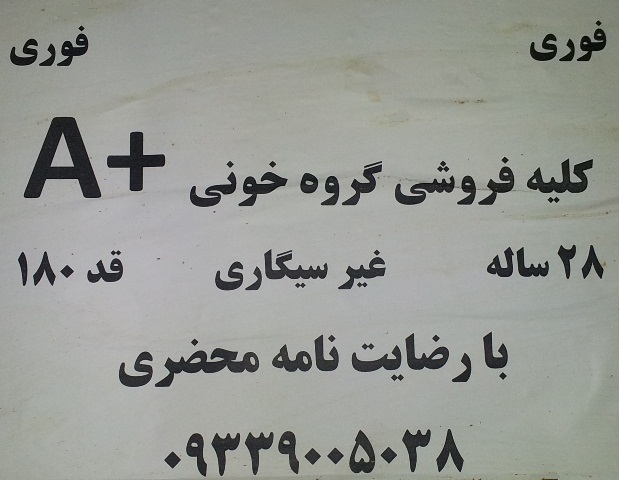 فوری فوری
کلیه فروشی گروه خونی A+
۲۸ ساله غیر سیگاری قد ۱۸۰
با رضایت نامه محضری
۰۹۳۳۹۰۰۵۰۳۸